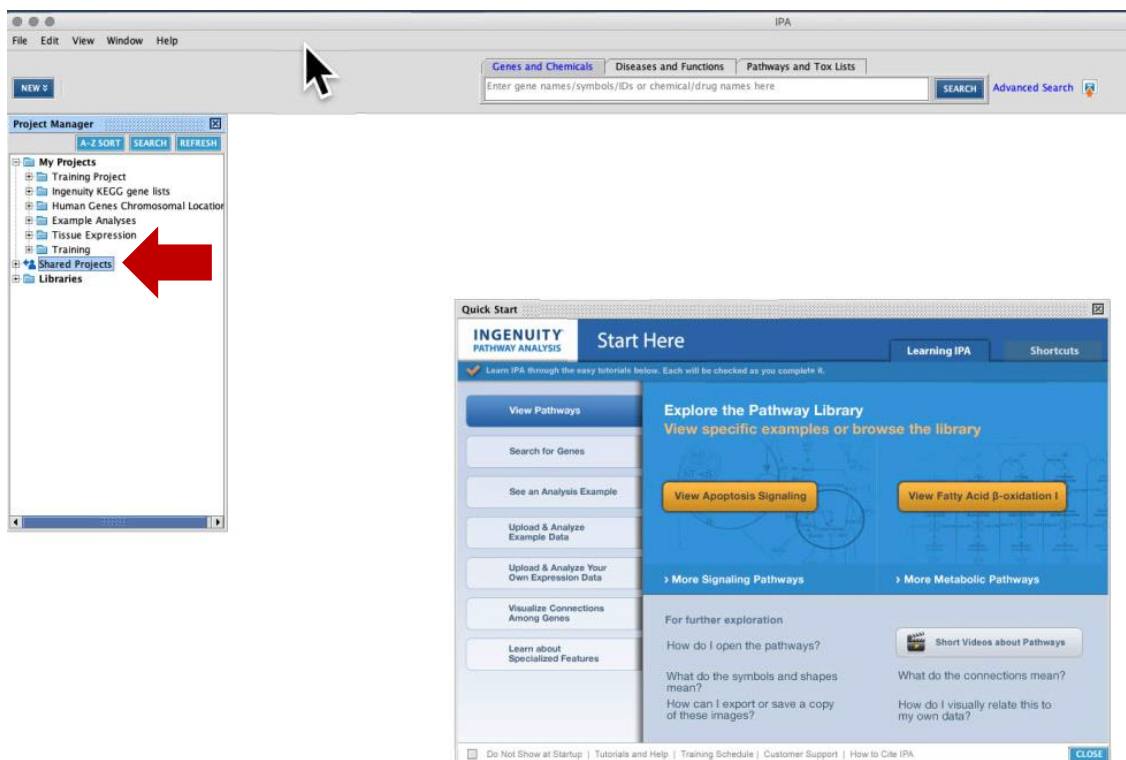 IPA
File Edit View Window Help
Genes and Chemicals Diseases and Functions Pathways and Tox Lists
NEW
Enter gene names/symbols/IDs or chemical/drug names here
SEARCH Advanced Search
Project Manager
A-Z SORT SEARCH REFRESH
My Projects
Training Project
Ingenuity KEGG gene lists
Human Genes Chromosomal Location
Example Analyses
Tissue Expression
Training
Shared Projects
Libraries
Quick Start
INGENUITY
PATHWAY ANALYSIS
Start Here
Learning IPA Shortcuts
Learn IPA through the easy tutorials below. Each will be checked as you complete it.
View Pathways
Search for Genes
See an Analysis Example
Upload & Analyze
Example Data
Upload & Analyze Your
Own Expression Data
Visualize Connections
Among Genes
Learn about
Specialized Features
Explore the Pathway Library
View specific examples or browse the library
View Apoptosis Signaling
View Fatty Acid β-oxidation I
› More Signaling Pathways
› More Metabolic Pathways
For further exploration
How do I open the pathways?
Short Videos about Pathways
What do the symbols and shapes
mean?
What do the connections mean?
How can I export or save a copy
of these images?
How do I visually relate this to
my own data?
Do Not Show at Startup | Tutorials and Help | Training Schedule | Customer Support | How to Cite IPA
CLOSE